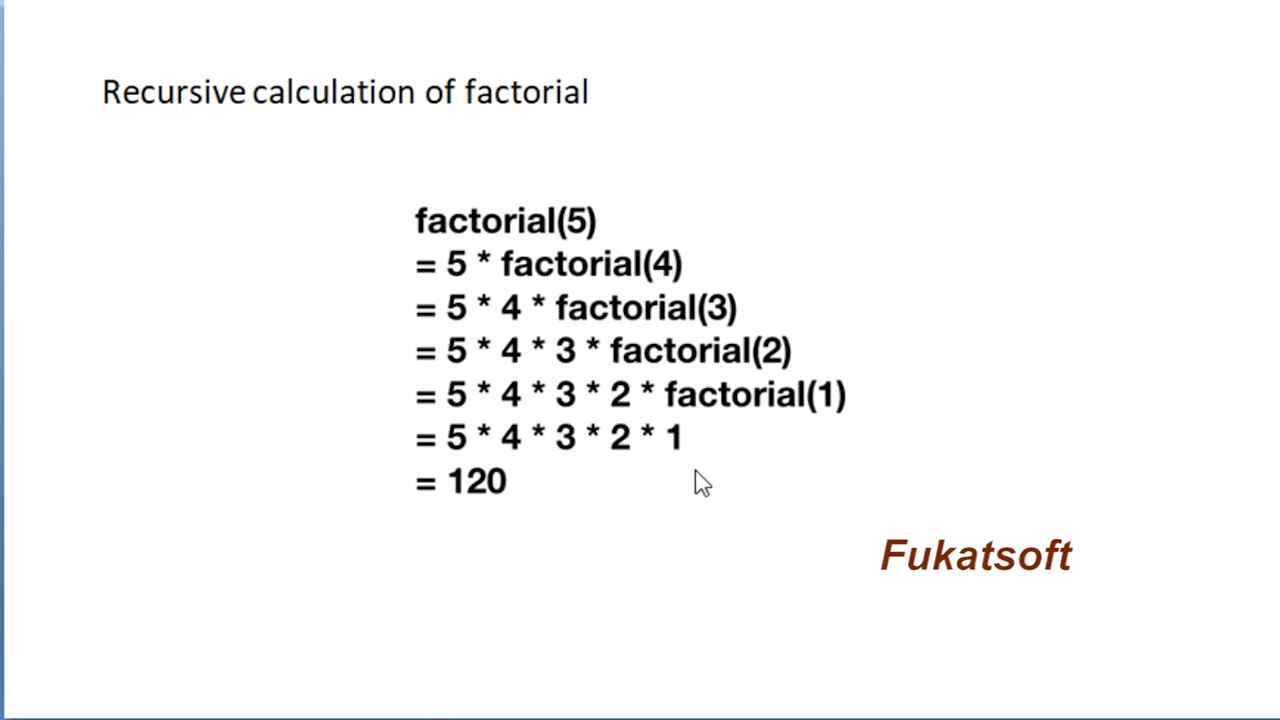 Recursive calculation of factorial
factorial(5)
= 5 * factorial(4)
= 5 * 4 * factorial(3)
= 5 * 4 * 3 * factorial(2)
= 5 * 4 * 3 * 2 * factorial(1)
= 5 * 4 * 3 * 2 * 1
= 120
Fukatsoft